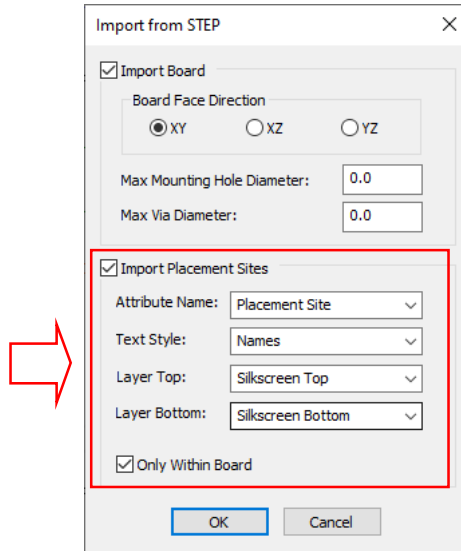 Import from STEP
Import Board
Board Face Direction
XY XZ YZ
Max Mounting Hole Diameter: 0.0
Max Via Diameter: 0.0
Import Placement Sites
Attribute Name: Placement Site
Text Style: Names
Layer Top: Silkscreen Top
Layer Bottom: Silkscreen Bottom
Only Within Board
OK Cancel